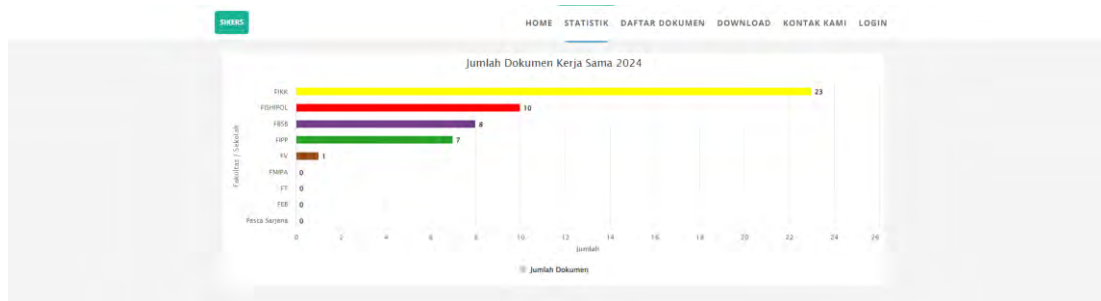 SIKERS
HOME STATISTIK DAFTAR DOKUMEN DOWNLOAD KONTAK KAMI LOGIN
Jumlah Dokumen Kerja Sama 2024
Fakultas / Sekolah
FIKK 23
FISHIPOL 10
FBSB 8
FIPP 7
FV 1
FMIPA 0
FT 0
FEB 0
Pasca Sarjana 0
0 2 4 6 8 10 12 14 16 18 20 22 24 26
Jumlah
Jumlah Dokumen